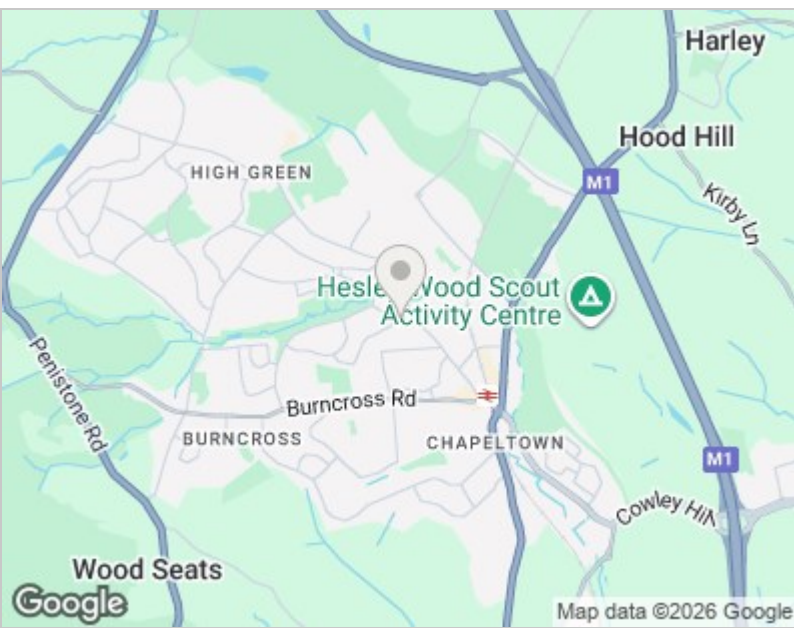 Harley
Hood Hill
HIGH GREEN
M1
Kirby Ln
Wood Scout
Activity Centre
Penistone Rd
Burncross Rd
BURNCROSS
CHAPELTOWN
M1
Cowley Hill
Wood Seats
Google
Map data ©2026 Google